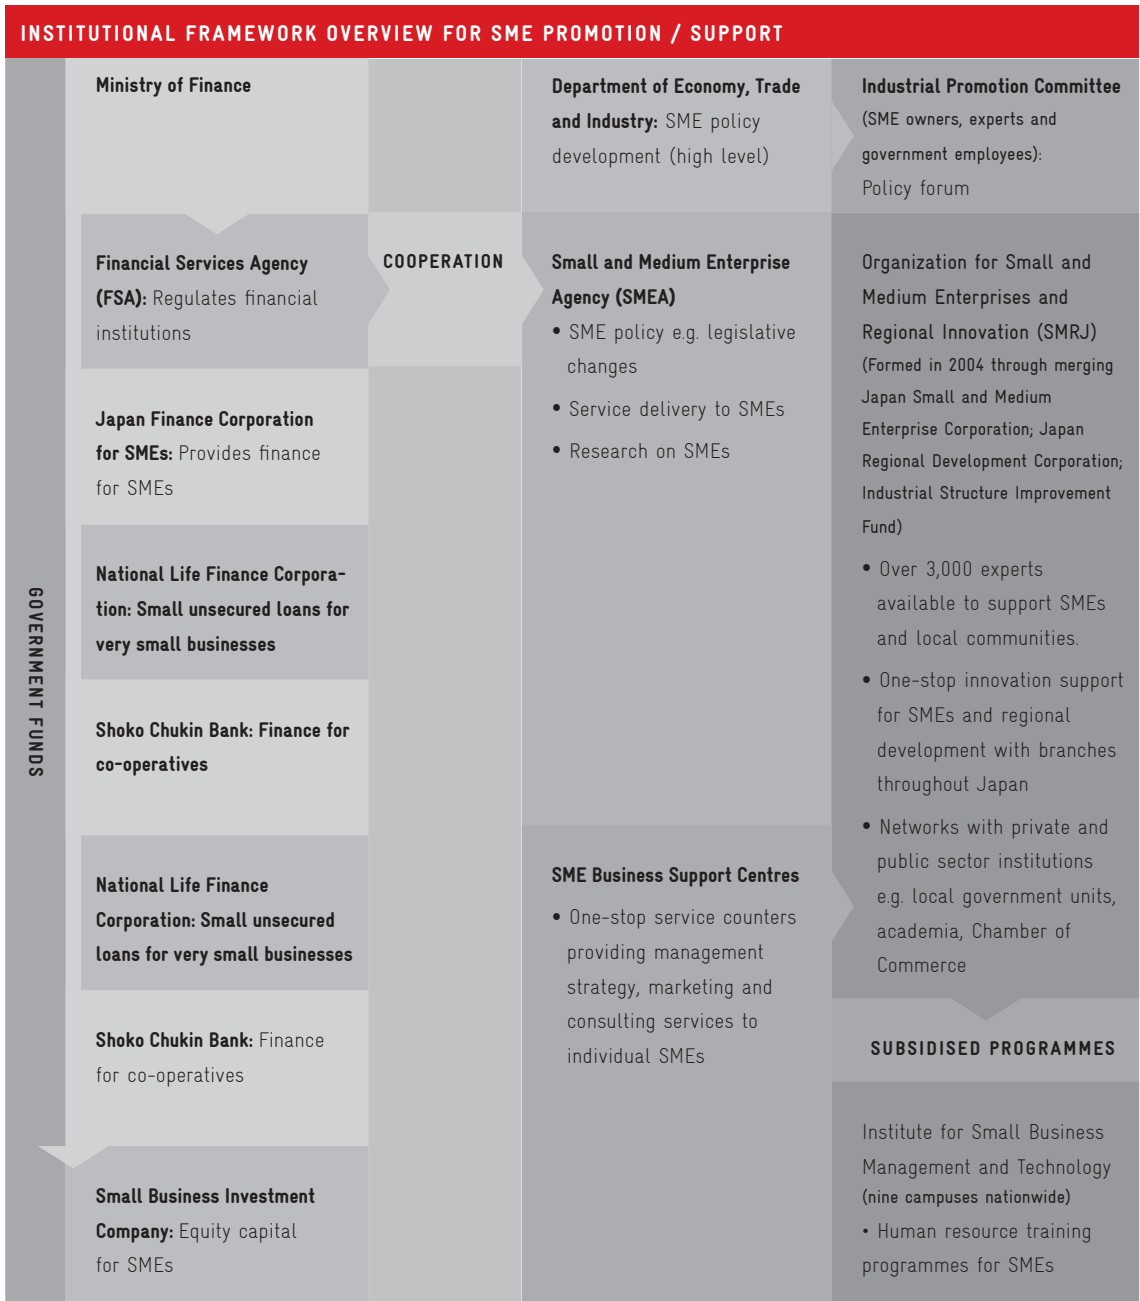 INSTITUTIONAL FRAMEWORK OVERVIEW FOR SME PROMOTION / SUPPORT
GOVERNMENT FUNDS
Ministry of Finance
Financial Services Agency
(FSA): Regulates financial
institutions
Japan Finance Corporation
for SMEs: Provides finance
for SMEs
National Life Finance Corpora-
tion: Small unsecured loans for
very small businesses
Shoko Chukin Bank: Finance for
co-operatives
National Life Finance
Corporation: Small unsecured
loans for very small businesses
Shoko Chukin Bank: Finance
for co-operatives
Small Business Investment
Company: Equity capital
for SMEs
COOPERATION
Department of Economy, Trade
and Industry: SME policy
development (high level)
Small and Medium Enterprise
Agency (SMEA)
• SME policy e.g. legislative
changes
• Service delivery to SMEs
• Research on SMEs
SME Business Support Centres
• One-stop service counters
providing management
strategy, marketing and
consulting services to
individual SMEs
Industrial Promotion Committee
(SME owners, experts and
government employees):
Policy forum
Organization for Small and
Medium Enterprises and
Regional Innovation (SMRJ)
(Formed in 2004 through merging
Japan Small and Medium
Enterprise Corporation; Japan
Regional Development Corporation;
Industrial Structure Improvement
Fund)
• Over 3,000 experts
available to support SMEs
and local communities.
• One-stop innovation support
for SMEs and regional
development with branches
throughout Japan
• Networks with private and
public sector institutions
e.g. local government units,
academia, Chamber of
Commerce
SUBSIDISED PROGRAMMES
Institute for Small Business
Management and Technology
(nine campuses nationwide)
• Human resource training
programmes for SMEs